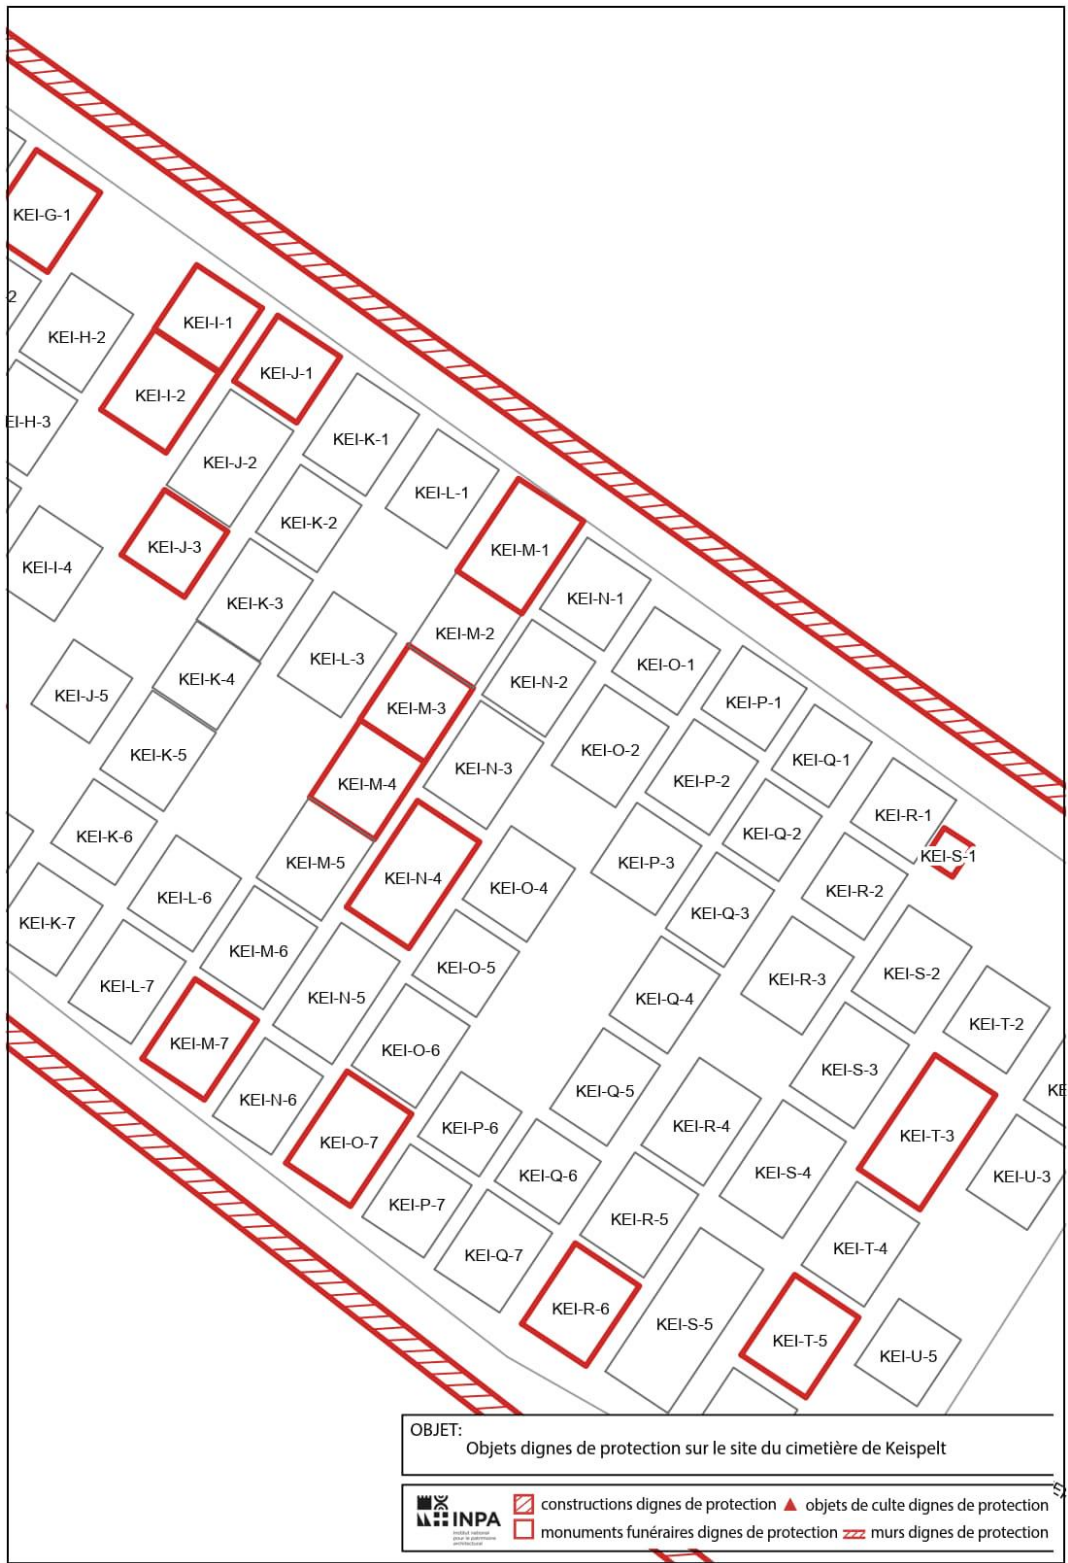 KEI-G-1
2
KEI-H-2
KEI-I-1
KEI-J-1
KEI-I-2
EI-H-3
KEI-K-1
KEI-J-2
KEI-L-1
KEI-K-2
KEI-J-3
KEI-M-1
KEI-I-4
KEI-K-3
KEI-N-1
KEI-M-2
KEI-L-3
KEI-O-1
KEI-K-4
KEI-N-2
KEI-J-5
KEI-M-3
KEI-P-1
KEI-O-2
KEI-K-5
KEI-Q-1
KEI-N-3
KEI-P-2
KEI-M-4
KEI-R-1
KEI-K-6
KEI-Q-2
KEI-S-1
KEI-M-5
KEI-P-3
KEI-N-4
KEI-O-4
KEI-R-2
KEI-L-6
KEI-Q-3
KEI-K-7
KEI-M-6
KEI-O-5
KEI-S-2
KEI-R-3
KEI-L-7
KEI-N-5
KEI-Q-4
KEI-T-2
KEI-M-7
KEI-O-6
KEI-S-3
KE
KEI-Q-5
KEI-N-6
KEI-P-6
KEI-R-4
KEI-T-3
KEI-O-7
KEI-S-4
KEI-Q-6
KEI-U-3
KEI-P-7
KEI-R-5
KEI-T-4
KEI-Q-7
KEI-R-6
KEI-S-5
KEI-T-5
KEI-U-5
OBJET:
Objets dignes de protection sur le site du cimetière de Keispelt
INPA
institut national
pour le patrimoine
architectural
constructions dignes de protection
objets de culte dignes de protection
monuments funéraires dignes de protection
murs dignes de protection